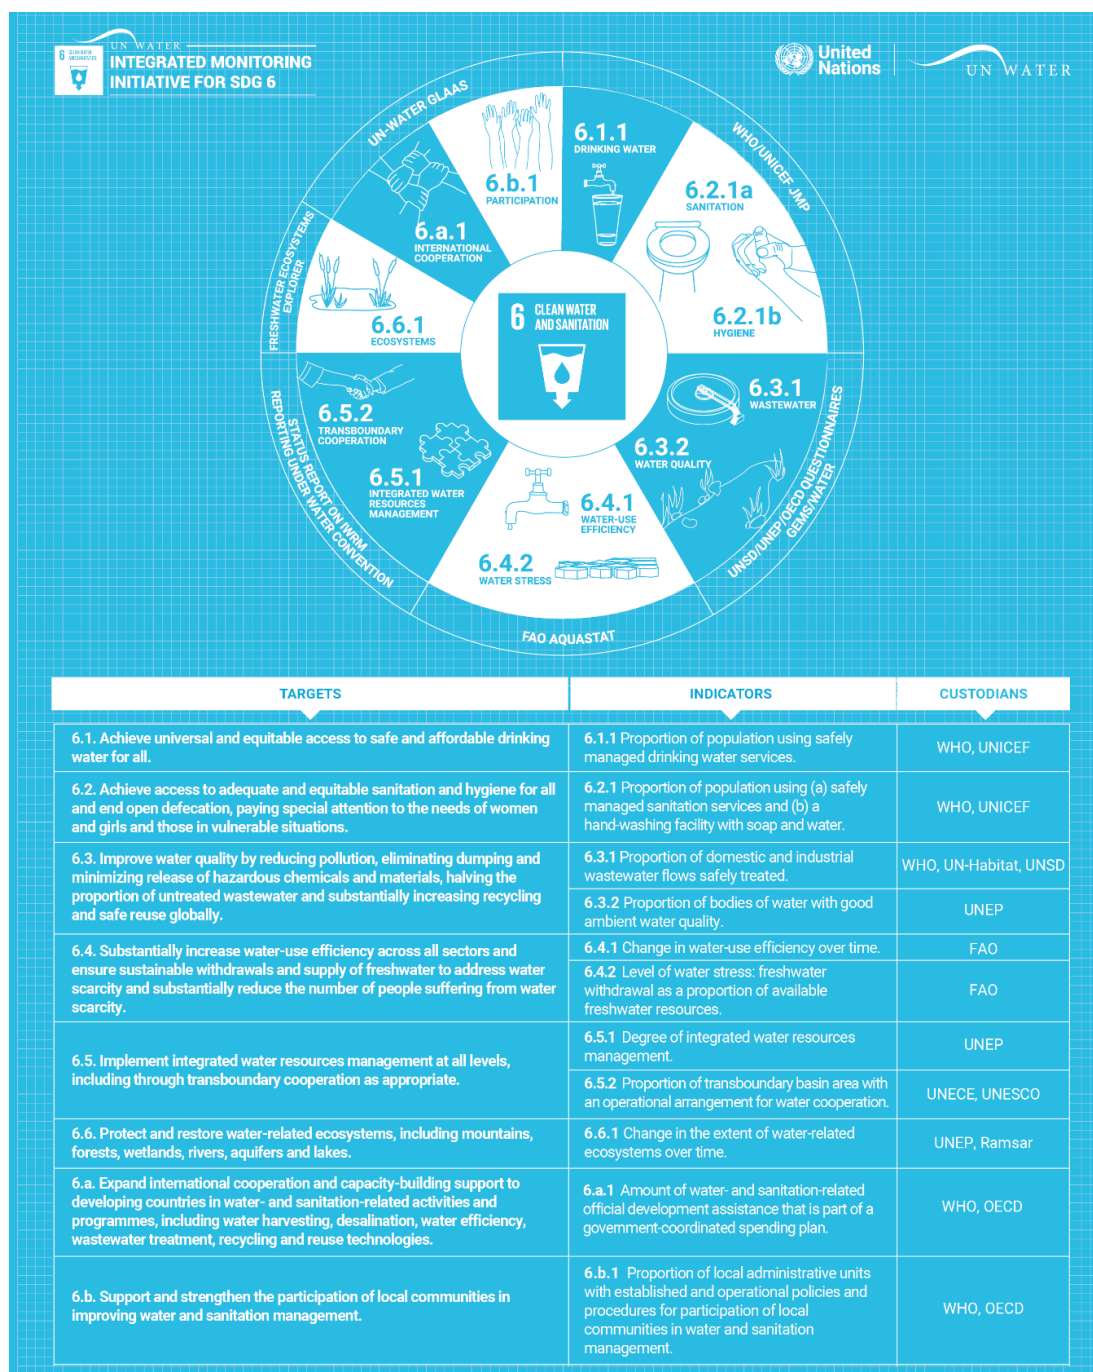 6 CLEAN WATER
AND SANITATION
UN WATER
INTEGRATED MONITORING
INITIATIVE FOR SDG 6
United
Nations
UN WATER
UN-WATER GLAAS
WHO/UNICEF JMP
FRESHWATER ECOSYSTEMS
EXPLORER
UNSD/UNEP/OECD QUESTIONNAIRES
GEMS/WATER
STATUS REPORT ON IWRM
REPORTING UNDER WATER CONVENTION
FAO AQUASTAT
6.1.1
DRINKING WATER
6.2.1a
SANITATION
6.2.1b
HYGIENE
6.3.1
WASTEWATER
6.3.2
WATER QUALITY
6.4.1
WATER-USE
EFFICIENCY
6.4.2
WATER STRESS
6.5.1
INTEGRATED WATER
RESOURCES
MANAGEMENT
6.5.2
TRANSBOUNDARY
COOPERATION
6.6.1
ECOSYSTEMS
6.a.1
INTERNATIONAL
COOPERATION
6.b.1
PARTICIPATION
6 CLEAN WATER
AND SANITATION
TARGETS INDICATORS CUSTODIANS
6.1. Achieve universal and equitable access to safe and affordable drinking
water for all.
6.1.1 Proportion of population using safely
managed drinking water services.
WHO, UNICEF
6.2. Achieve access to adequate and equitable sanitation and hygiene for all
and end open defecation, paying special attention to the needs of women
and girls and those in vulnerable situations.
6.2.1 Proportion of population using (a) safely
managed sanitation services and (b) a
hand-washing facility with soap and water.
WHO, UNICEF
6.3. Improve water quality by reducing pollution, eliminating dumping and
minimizing release of hazardous chemicals and materials, halving the
proportion of untreated wastewater and substantially increasing recycling
and safe reuse globally.
6.3.1 Proportion of domestic and industrial
wastewater flows safely treated.
WHO, UN-Habitat, UNSD
6.3.2 Proportion of bodies of water with good
ambient water quality.
UNEP
6.4. Substantially increase water-use efficiency across all sectors and
ensure sustainable withdrawals and supply of freshwater to address water
scarcity and substantially reduce the number of people suffering from water
scarcity.
6.4.1 Change in water-use efficiency over time.
FAO
6.4.2 Level of water stress: freshwater
withdrawal as a proportion of available
freshwater resources.
FAO
6.5. Implement integrated water resources management at all levels,
including through transboundary cooperation as appropriate.
6.5.1 Degree of integrated water resources
management.
UNEP
6.5.2 Proportion of transboundary basin area with
an operational arrangement for water cooperation.
UNECE, UNESCO
6.6. Protect and restore water-related ecosystems, including mountains,
forests, wetlands, rivers, aquifers and lakes.
6.6.1 Change in the extent of water-related
ecosystems over time.
UNEP, Ramsar
6.a. Expand international cooperation and capacity-building support to
developing countries in water- and sanitation-related activities and
programmes, including water harvesting, desalination, water efficiency,
wastewater treatment, recycling and reuse technologies.
6.a.1 Amount of water- and sanitation-related
official development assistance that is part of a
government-coordinated spending plan.
WHO, OECD
6.b. Support and strengthen the participation of local communities in
improving water and sanitation management.
6.b.1 Proportion of local administrative units
with established and operational policies and
procedures for participation of local
communities in water and sanitation
management.
WHO, OECD